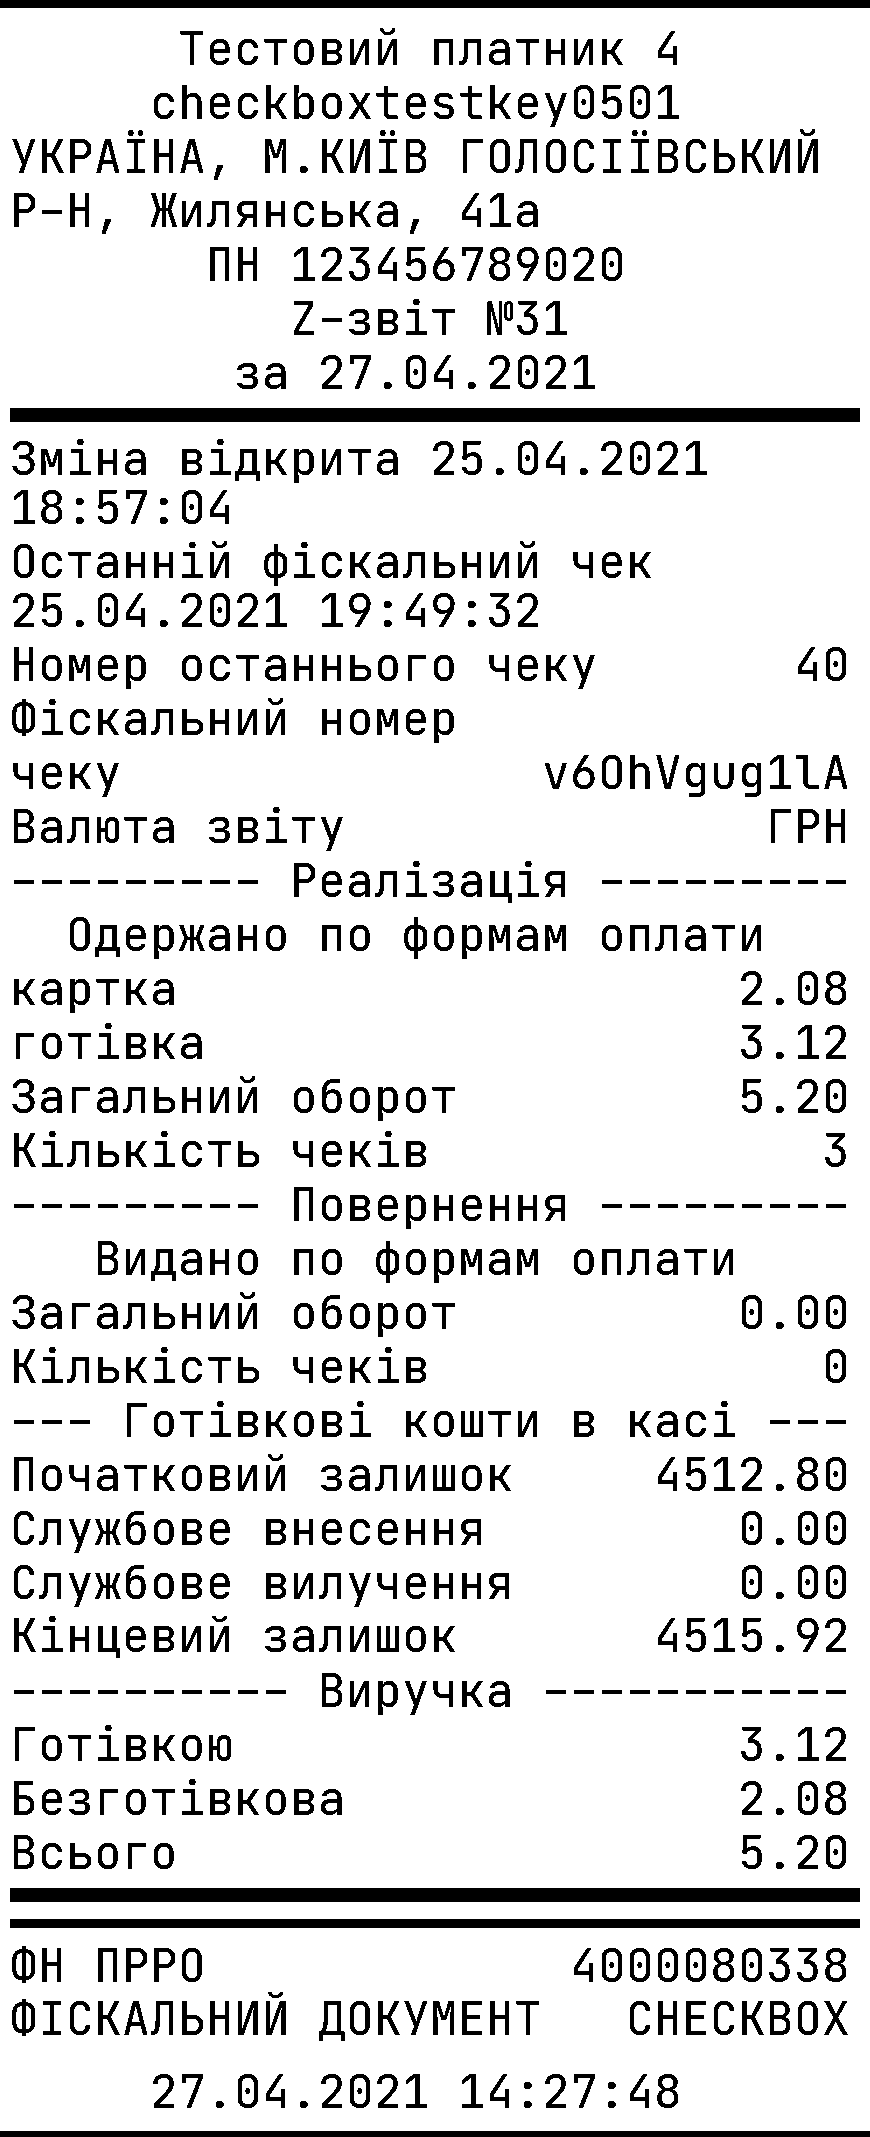 Тестовий платник 4
checkboxtestkey0501
УКРАЇНА, М.КИЇВ ГОЛОСІЇВСЬКИЙ
Р-Н, Жилянська, 41а
ПН 123456789020
Z-звіт №31
за 27.04.2021
Зміна відкрита 25.04.2021
18:57:04
Останній фіскальний чек
25.04.2021 19:49:32
Номер останнього чеку 40
Фіскальний номер
чеку v6OhVgug1lA
Валюта звіту ГРН
--------- Реалізація ---------
Одержано по формам оплати
картка 2.08
готівка 3.12
Загальний оборот 5.20
Кількість чеків 3
--------- Повернення ---------
Видано по формам оплати
Загальний оборот 0.00
Кількість чеків 0
--- Готівкові кошти в касі ---
Початковий залишок 4512.80
Службове внесення 0.00
Службове вилучення 0.00
Кінцевий залишок 4515.92
---------- Виручка -----------
Готівкою 3.12
Безготівкова 2.08
Всього 5.20
ФН ПРРО 4000080338
ФІСКАЛЬНИЙ ДОКУМЕНТ CHECKBOX
27.04.2021 14:27:48